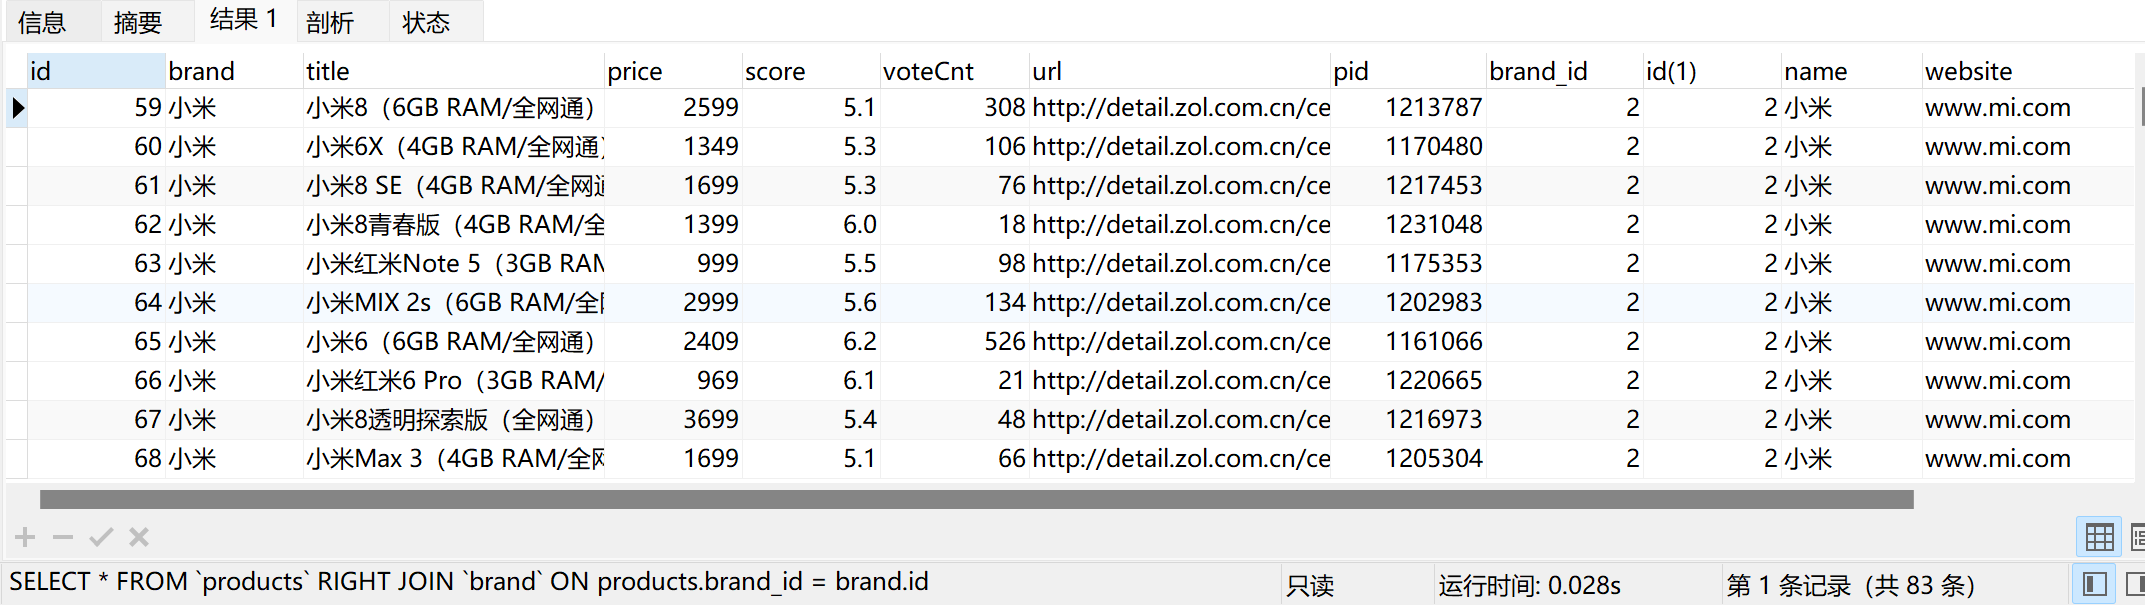 信息 摘要 结果 1 剖析 状态
id brand title price score voteCnt url pid brand_id id(1) name website
59 小米 小米8（6GB RAM/全网通） 2599 5.1 308 http://detail.zol.com.cn/ce 1213787 2 2 小米 www.mi.com
60 小米 小米6X（4GB RAM/全网通） 1349 5.3 106 http://detail.zol.com.cn/ce 1170480 2 2 小米 www.mi.com
61 小米 小米8 SE（4GB RAM/全网通 1699 5.3 76 http://detail.zol.com.cn/ce 1217453 2 2 小米 www.mi.com
62 小米 小米8青春版（4GB RAM/全 1399 6.0 18 http://detail.zol.com.cn/ce 1231048 2 2 小米 www.mi.com
63 小米 小米红米Note 5（3GB RAM 999 5.5 98 http://detail.zol.com.cn/ce 1175353 2 2 小米 www.mi.com
64 小米 小米MIX 2s（6GB RAM/全网 2999 5.6 134 http://detail.zol.com.cn/ce 1202983 2 2 小米 www.mi.com
65 小米 小米6（6GB RAM/全网通） 2409 6.2 526 http://detail.zol.com.cn/ce 1161066 2 2 小米 www.mi.com
66 小米 小米红米6 Pro（3GB RAM/ 969 6.1 21 http://detail.zol.com.cn/ce 1220665 2 2 小米 www.mi.com
67 小米 小米8透明探索版（全网通） 3699 5.4 48 http://detail.zol.com.cn/ce 1216973 2 2 小米 www.mi.com
68 小米 小米Max 3（4GB RAM/全网 1699 5.1 66 http://detail.zol.com.cn/ce 1205304 2 2 小米 www.mi.com
SELECT * FROM `products` RIGHT JOIN `brand` ON products.brand_id = brand.id 只读 运行时间: 0.028s 第 1 条记录（共 83 条）